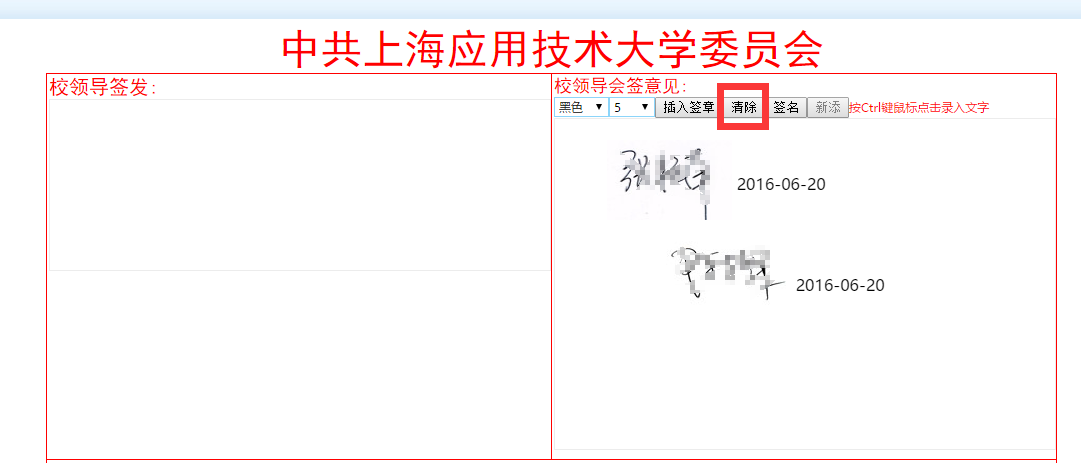 中共上海应用技术大学委员会
校领导签发：
校领导会签意见：
黑色 5 插入签章 清除 签名 新添 按Ctrl键鼠标点击录入文字
2016-06-20
2016-06-20